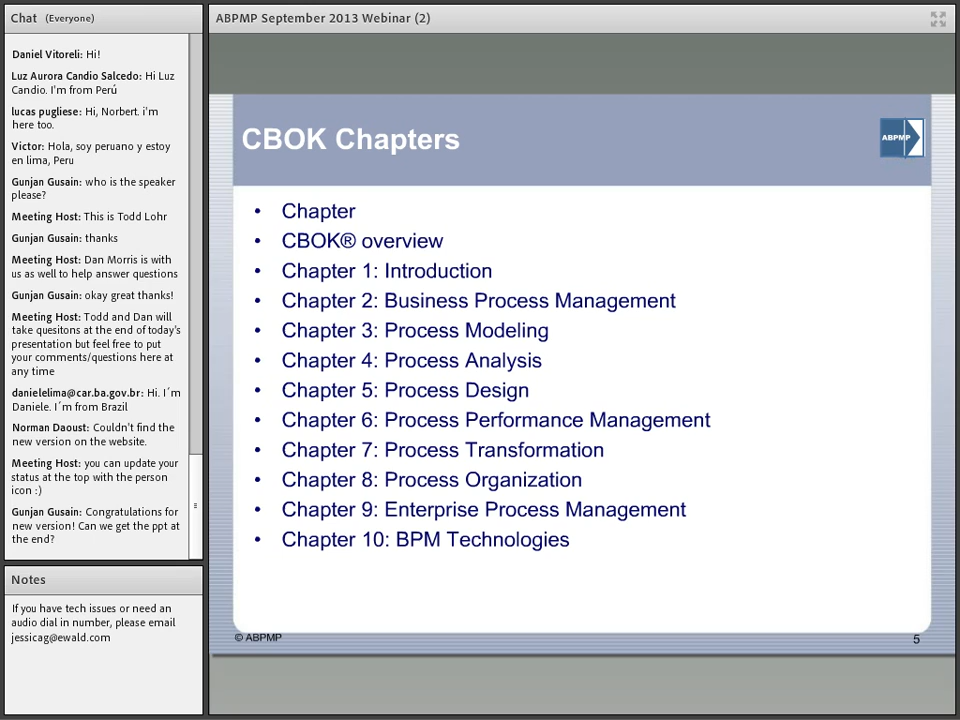 Chat (Everyone)
Daniel Vitoreli: Hi!
Luz Aurora Candio Salcedo: Hi Luz
Candio. I'm from Perú
lucas pugliese: Hi, Norbert. i'm
here too.
Victor: Hola, soy peruano y estoy
en lima, Peru
Gunjan Gusain: who is the speaker
please?
Meeting Host: This is Todd Lohr
Gunjan Gusain: thanks
Meeting Host: Dan Morris is with
us as well to help answer questions
Gunjan Gusain: okay great thanks!
Meeting Host: Todd and Dan will
take quesitons at the end of today's
presentation but feel free to put
your comments/questions here at
any time
danielelima@car.ba.gov.br: Hi. I´m
Daniele. I´m from Brazil
Norman Daoust: Couldn't find the
new version on the website.
Meeting Host: you can update your
status at the top with the person
icon :)
Gunjan Gusain: Congratulations for
new version! Can we get the ppt at
the end?
Notes
If you have tech issues or need an
audio dial in number, please email
jessicag@ewald.com
ABPMP September 2013 Webinar (2)
CBOK Chapters
ABPMP
• Chapter
• CBOK® overview
• Chapter 1: Introduction
• Chapter 2: Business Process Management
• Chapter 3: Process Modeling
• Chapter 4: Process Analysis
• Chapter 5: Process Design
• Chapter 6: Process Performance Management
• Chapter 7: Process Transformation
• Chapter 8: Process Organization
• Chapter 9: Enterprise Process Management
• Chapter 10: BPM Technologies
© ABPMP
5